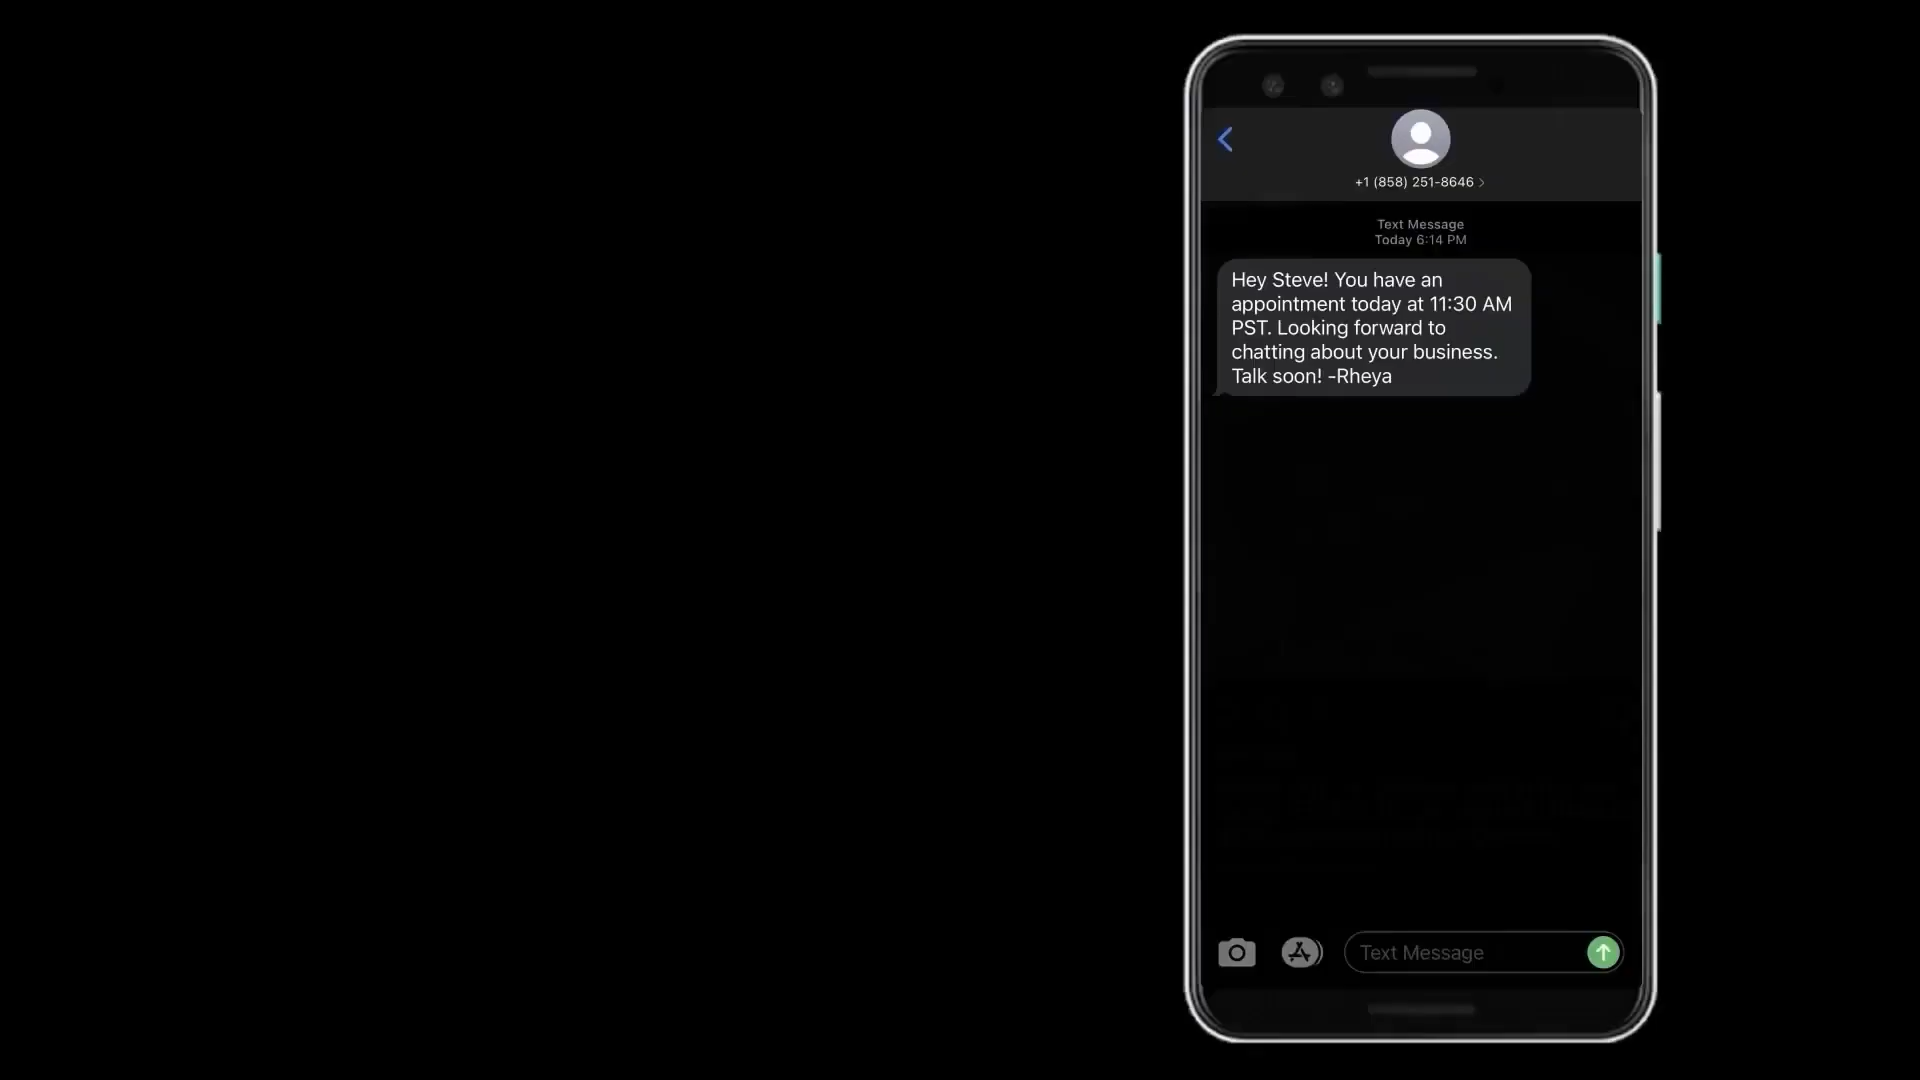 +1 (858) 251-8646
Text Message
Today 6:14 PM
Hey Steve! You have an
appointment today at 11:30 AM
PST. Looking forward to
chatting about your business.
Talk soon! -Rheya
Text Message